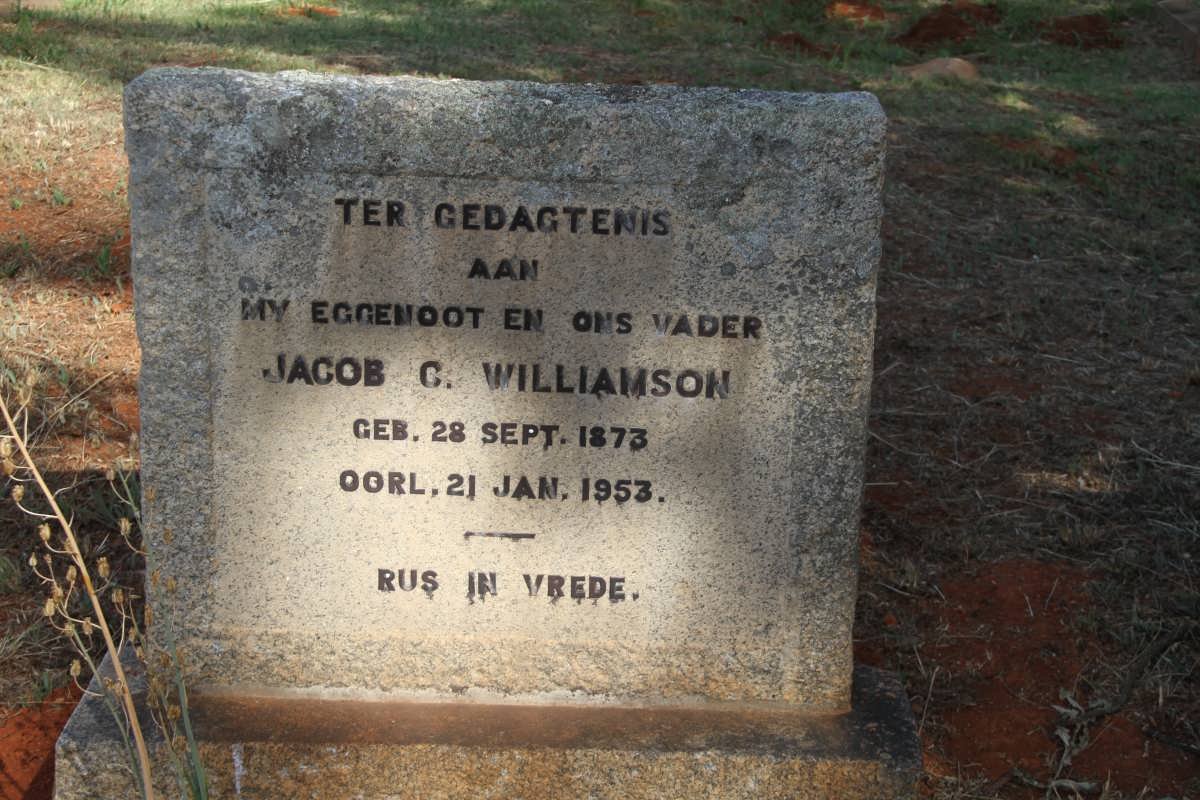 TER GEDAGTENIS
AAN
MY EGGENOOT EN ONS VADER
JACOB C. WILLIAMSON
GEB. 28 SEPT. 1873
OORL. 21 JAN. 1953.
RUS IN VREDE.